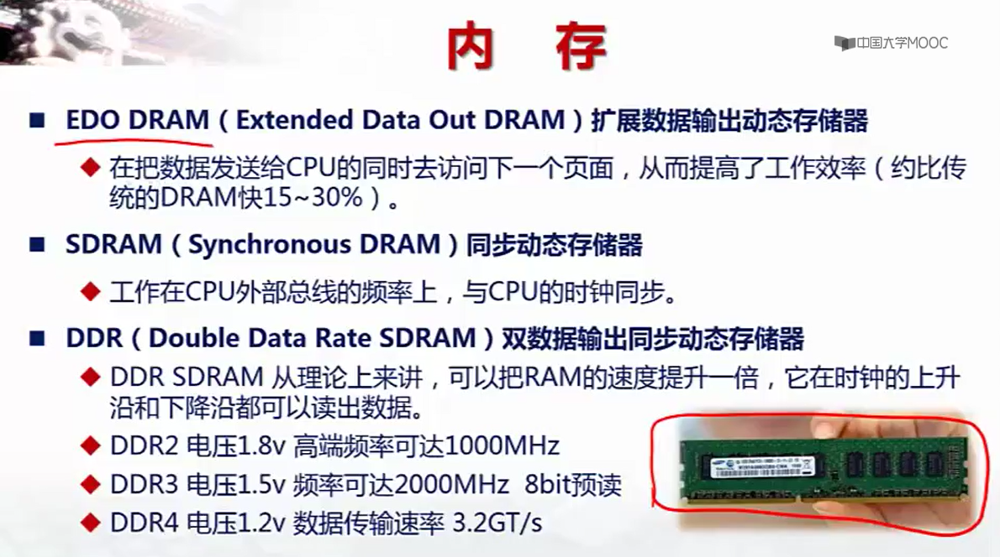 内 存
中国大学MOOC
EDO DRAM（Extended Data Out DRAM）扩展数据输出动态存储器
在把数据发送给CPU的同时去访问下一个页面，从而提高了工作效率（约比传
统的DRAM快15~30%）。
SDRAM（Synchronous DRAM）同步动态存储器
工作在CPU外部总线的频率上，与CPU的时钟同步。
DDR（Double Data Rate SDRAM）双数据输出同步动态存储器
DDR SDRAM 从理论上来讲，可以把RAM的速度提升一倍，它在时钟的上升
沿和下降沿都可以读出数据。
DDR2 电压1.8v 高端频率可达1000MHz
DDR3 电压1.5v 频率可达2000MHz 8bit预读
DDR4 电压1.2v 数据传输速率 3.2GT/s